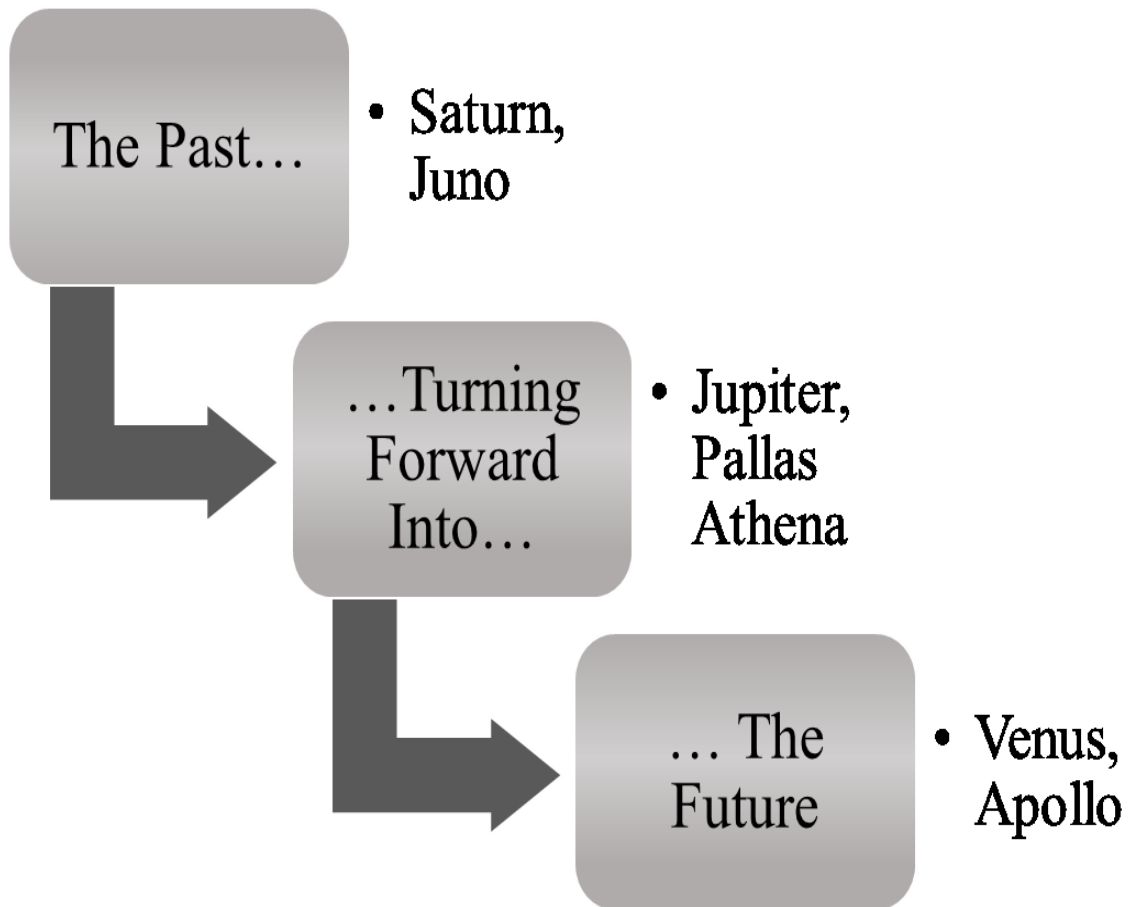 The Past…
• Saturn,
Juno
…Turning
Forward
Into…
• Jupiter,
Pallas
Athena
… The
Future
• Venus,
Apollo